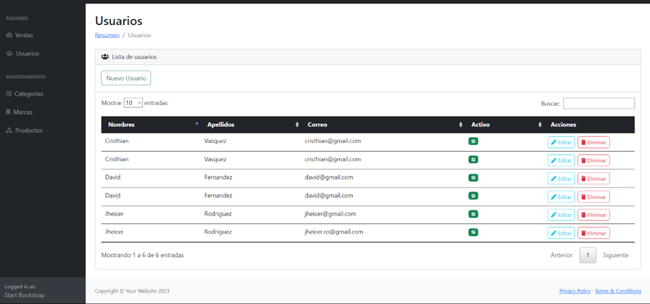 RESUMEN
Ventas
Usuarios
MANTENIMIENTO
Categorias
Marcas
Productos
Logged in as:
Start Bootstrap
Usuarios
Resumen / Usuarios
Lista de usuarios
Nuevo Usuario
Mostrar 10 entradas Buscar:
Nombres Apellidos Correo Activo Acciones
Cristhian Vasquez cristhian@gmail.com Si Editar Eliminar
Cristhian Vasquez cristhian@gmail.com Si Editar Eliminar
David Fernandez david@gmail.com Si Editar Eliminar
David Fernandez david@gmail.com Si Editar Eliminar
Jheicer Rodriguez jheicer@gmail.com Si Editar Eliminar
Jheicer Rodriguez jheicer.ro@gmail.com Si Editar Eliminar
Mostrando 1 a 6 de 6 entradas Anterior 1 Siguiente
Copyright © Your Website 2023 Privacy Policy · Terms & Conditions